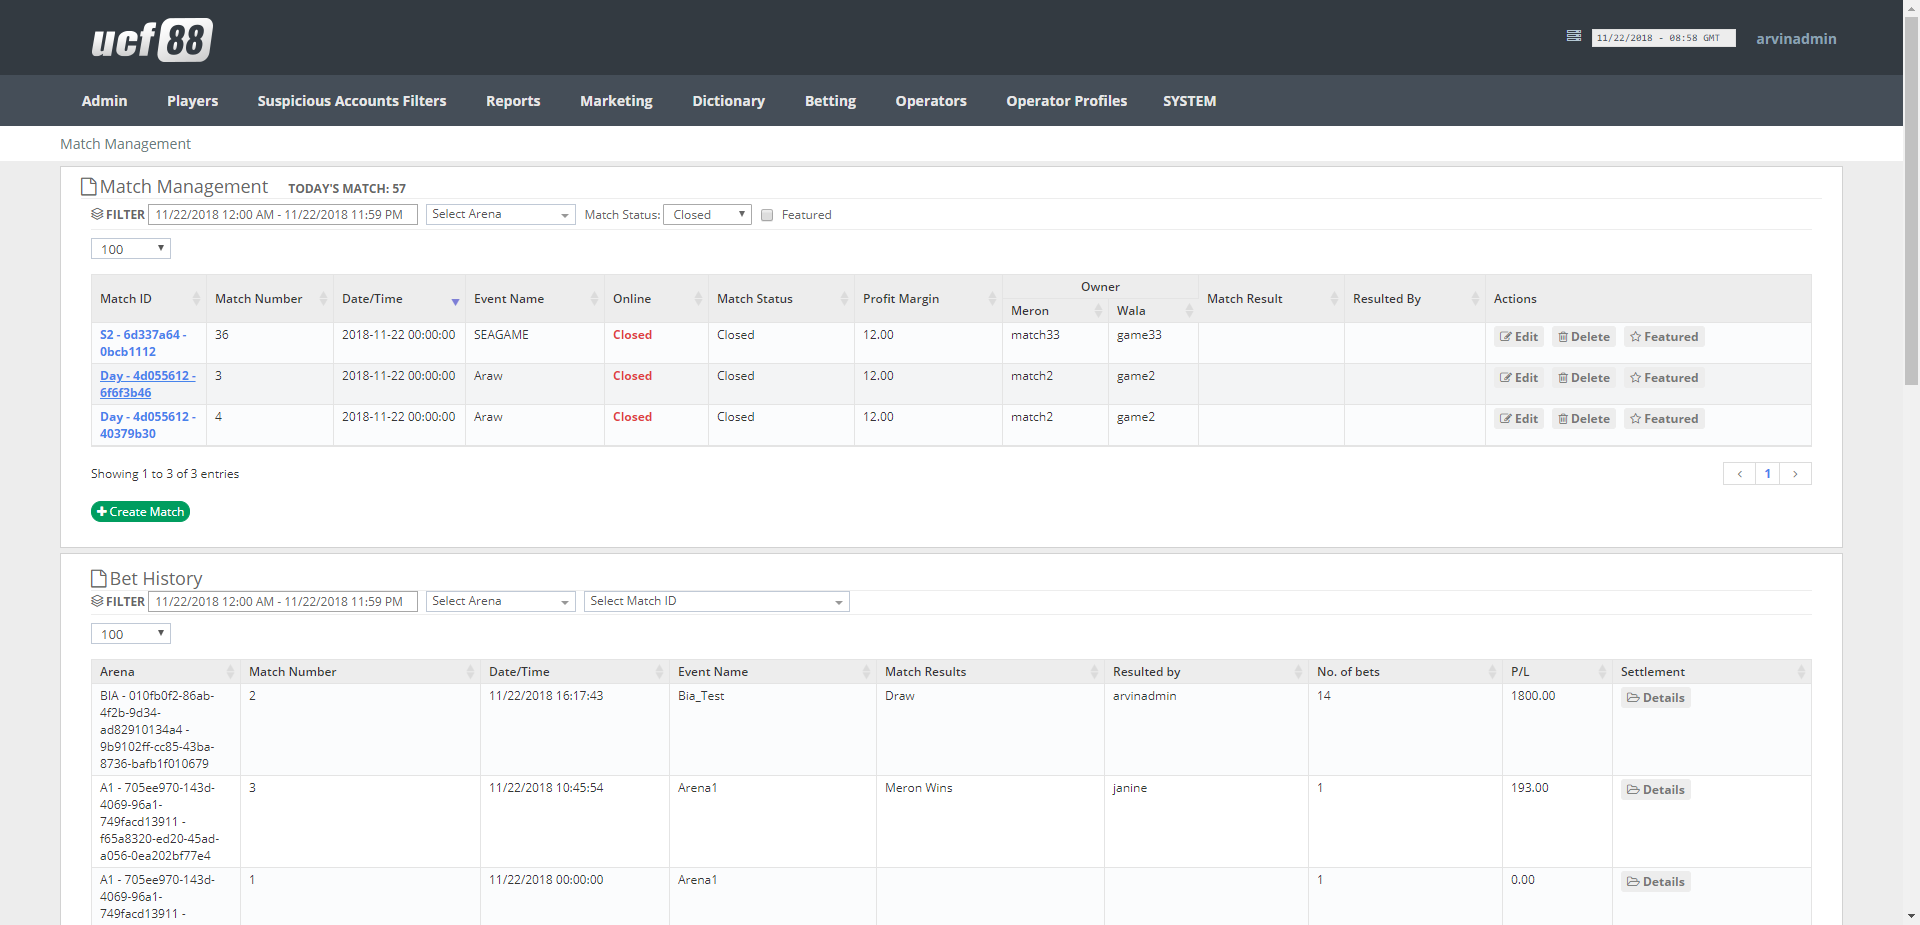 ucf88
11/22/2018 - 08:58 GMT
arvinadmin
Admin Players Suspicious Accounts Filters Reports Marketing Dictionary Betting Operators Operator Profiles SYSTEM
Match Management
Match Management TODAY'S MATCH: 57
FILTER 11/22/2018 12:00 AM - 11/22/2018 11:59 PM Select Arena Match Status: Closed Featured
100
Owner
Match ID Match Number Date/Time Event Name Online Match Status Profit Margin Match Result Resulted By Actions
Meron Wala
S2 - 6d337a64 - 36 2018-11-22 00:00:00 SEAGAME Closed Closed 12.00 match33 game33 Edit Delete Featured
0bcb1112
Day - 4d055612 - 3 2018-11-22 00:00:00 Araw Closed Closed 12.00 match2 game2 Edit Delete Featured
6f6f3b46
Day - 4d055612 - 4 2018-11-22 00:00:00 Araw Closed Closed 12.00 match2 game2 Edit Delete Featured
40379b30
Showing 1 to 3 of 3 entries
‹ 1 ›
Create Match
Bet History
FILTER 11/22/2018 12:00 AM - 11/22/2018 11:59 PM Select Arena Select Match ID
100
Arena Match Number Date/Time Event Name Match Results Resulted by No. of bets P/L Settlement
BIA - 010fb0f2-86ab- 2 11/22/2018 16:17:43 Bia_Test Draw arvinadmin 14 1800.00 Details
4f2b-9d34-
ad82910134a4 -
9b9102ff-cc85-43ba-
8736-bafb1f010679
A1 - 705ee970-143d- 3 11/22/2018 10:45:54 Arena1 Meron Wins janine 1 193.00 Details
4069-96a1-
749facd13911 -
f65a8320-ed20-45ad-
a056-0ea202bf77e4
A1 - 705ee970-143d- 1 11/22/2018 00:00:00 Arena1 1 0.00 Details
4069-96a1-
749facd13911 -